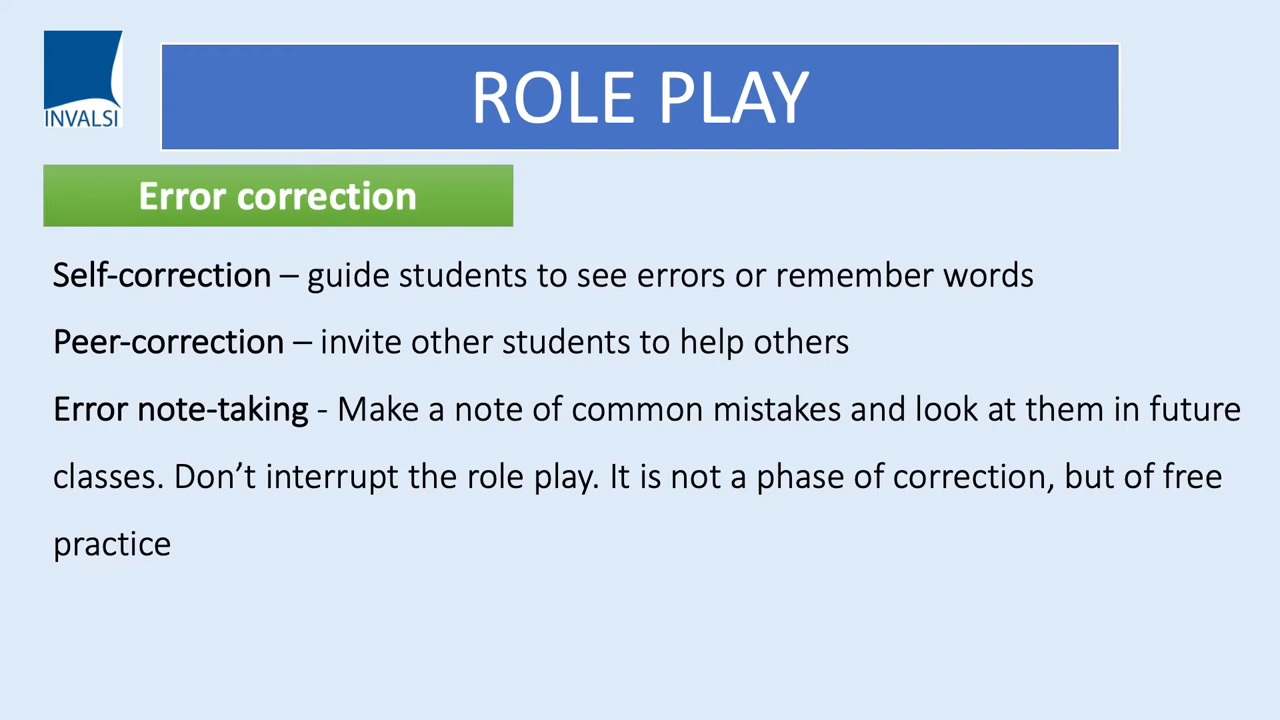 INVALSI
ROLE PLAY
Error correction
Self-correction – guide students to see errors or remember words
Peer-correction – invite other students to help others
Error note-taking - Make a note of common mistakes and look at them in future
classes. Don’t interrupt the role play. It is not a phase of correction, but of free
practice